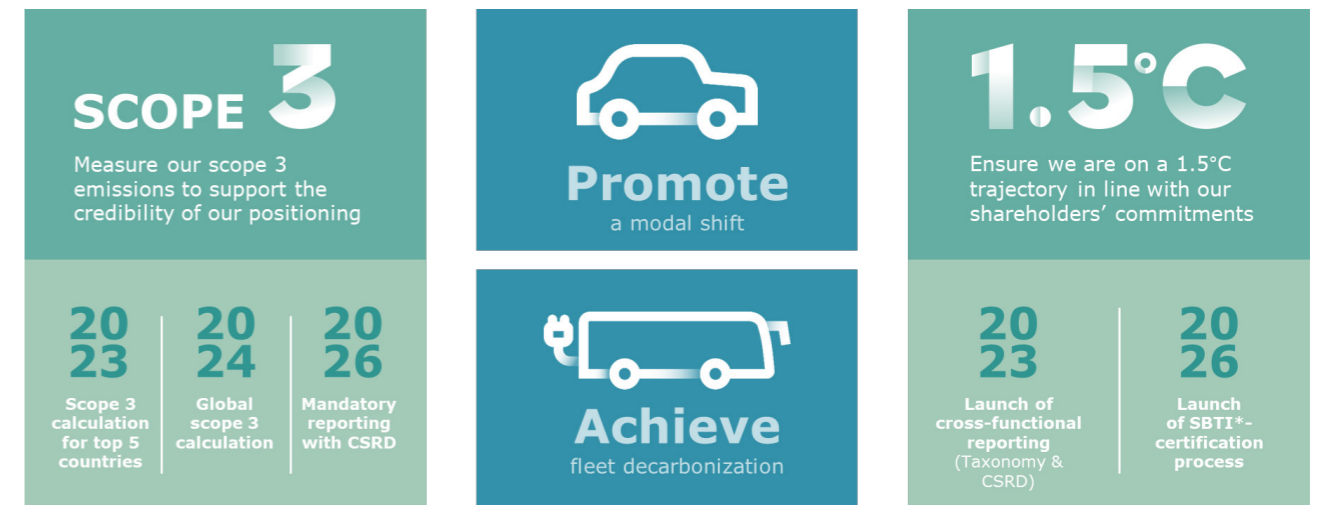 SCOPE 3
Measure our scope 3
emissions to support the
credibility of our positioning
20
23
Scope 3
calculation
for top 5
countries
20
24
Global
scope 3
calculation
20
26
Mandatory
reporting
with CSRD
Promote
a modal shift
Achieve
fleet decarbonization
1.5°C
Ensure we are on a 1.5°C
trajectory in line with our
shareholders’ commitments
20
23
Launch of
cross-functional
reporting
(Taxonomy &
CSRD)
20
26
Launch
of SBTI*-
certification
process